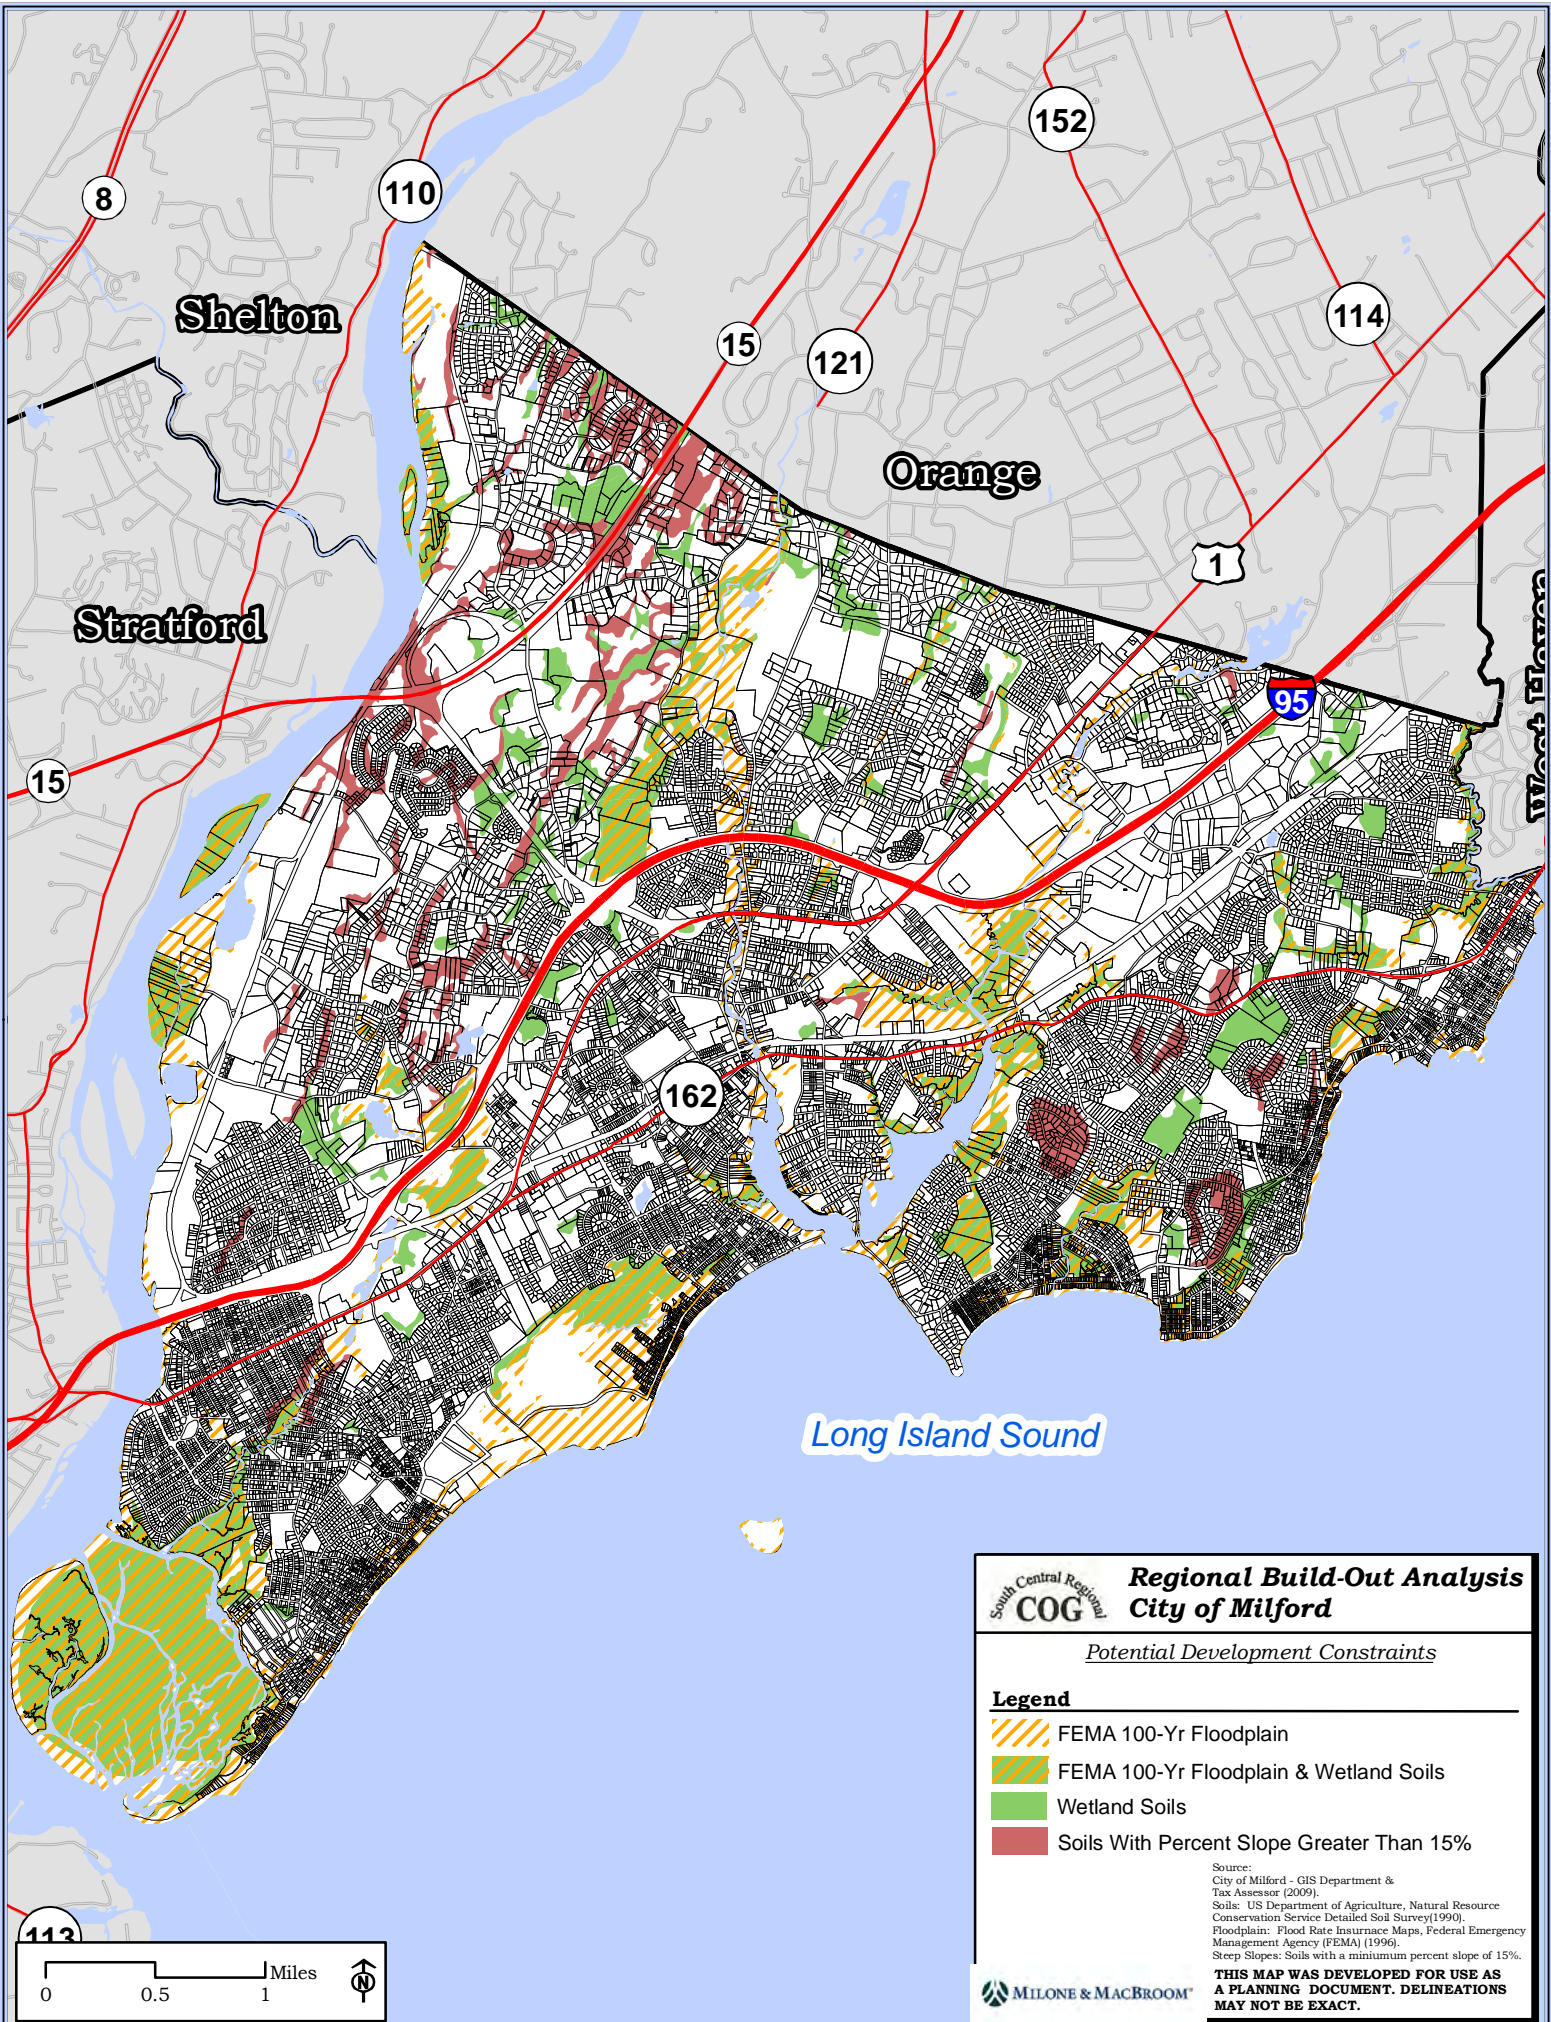 8
110
152
Shelton
15
121
114
Orange
1
Stratford
West Haven
95
15
162
Long Island Sound
South Central Regional
COG
Regional Build-Out Analysis
City of Milford
Potential Development Constraints
Legend
FEMA 100-Yr Floodplain
FEMA 100-Yr Floodplain & Wetland Soils
Wetland Soils
Soils With Percent Slope Greater Than 15%
Source:
City of Milford - GIS Department &
Tax Assessor (2009).
Soils: US Department of Agriculture, Natural Resource
Conservation Service Detailed Soil Survey(1990).
Floodplain: Flood Rate Insurnace Maps, Federal Emergency
Management Agency (FEMA) (1996).
Steep Slopes: Soils with a miniumum percent slope of 15%.
THIS MAP WAS DEVELOPED FOR USE AS
A PLANNING DOCUMENT. DELINEATIONS
MAY NOT BE EXACT.
MILONE & MACBROOM
113
Miles
0 0.5 1
N